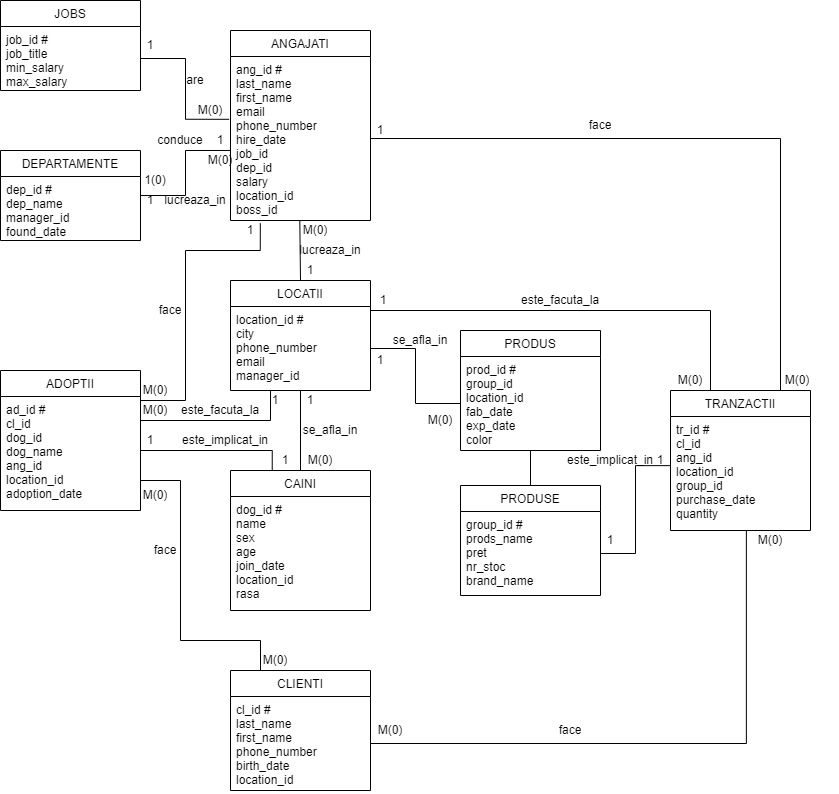 JOBS
job_id #
job_title
min_salary
max_salary
1
are
M(0)
ANGAJATI
ang_id #
last_name
first_name
email
phone_number
hire_date
job_id
dep_id
salary
location_id
boss_id
1
face
conduce
1
M(0)
DEPARTAMENTE
dep_id #
dep_name
manager_id
found_date
1(0)
1
lucreaza_in
1
M(0)
lucreaza_in
1
face
LOCATII
location_id #
city
phone_number
email
manager_id
1
este_facuta_la
se_afla_in
1
PRODUS
prod_id #
group_id
location_id
fab_date
exp_date
color
M(0)
M(0)
M(0)
ADOPTII
ad_id #
cl_id
dog_id
dog_name
ang_id
location_id
adoption_date
M(0)
M(0)
este_facuta_la
1
1
se_afla_in
1
este_implicat_in
1
M(0)
TRANZACTII
tr_id #
cl_id
ang_id
location_id
group_id
purchase_date
quantity
este_implicat_in
1
CAINI
dog_id #
name
sex
age
join_date
location_id
rasa
PRODUSE
group_id #
prods_name
pret
nr_stoc
brand_name
1
M(0)
M(0)
face
M(0)
CLIENTI
cl_id #
last_name
first_name
phone_number
birth_date
location_id
M(0)
face